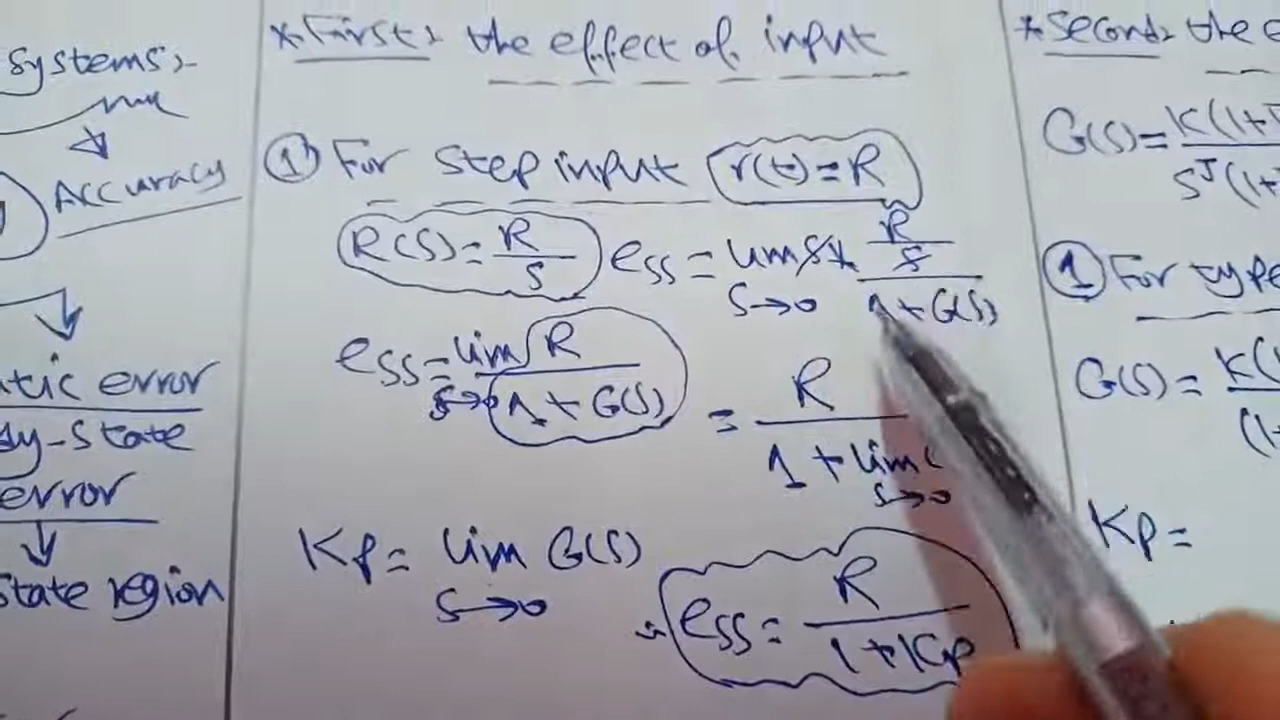 systems:-
Accuracy
error
y-state
error
state region
* First, the effect of input
① For step input r(t)=R
R(S)= R/S ess = lim S→0 S* (R/S)/(1+G(S))
ess = lim S→0 R/(1+G(S))
= R/(1+lim S→0
Kp= lim S→0 G(S)
∴ ess= R/(1+Kp)
* Second, the
G(S)= K(1+T
S^J(1+
① For type
G(S)= K(
(1+
Kp=